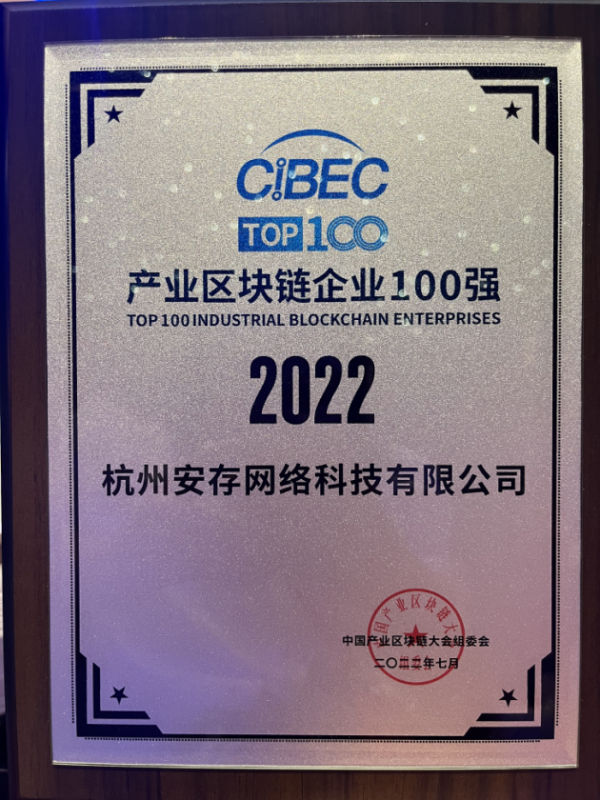 CiBEC
TOP 100
产业区块链企业100强
TOP 100 INDUSTRIAL BLOCKCHAIN ENTERPRISES
2022
杭州安存网络科技有限公司
中国产业区块链大会组委会
二〇二二年七月